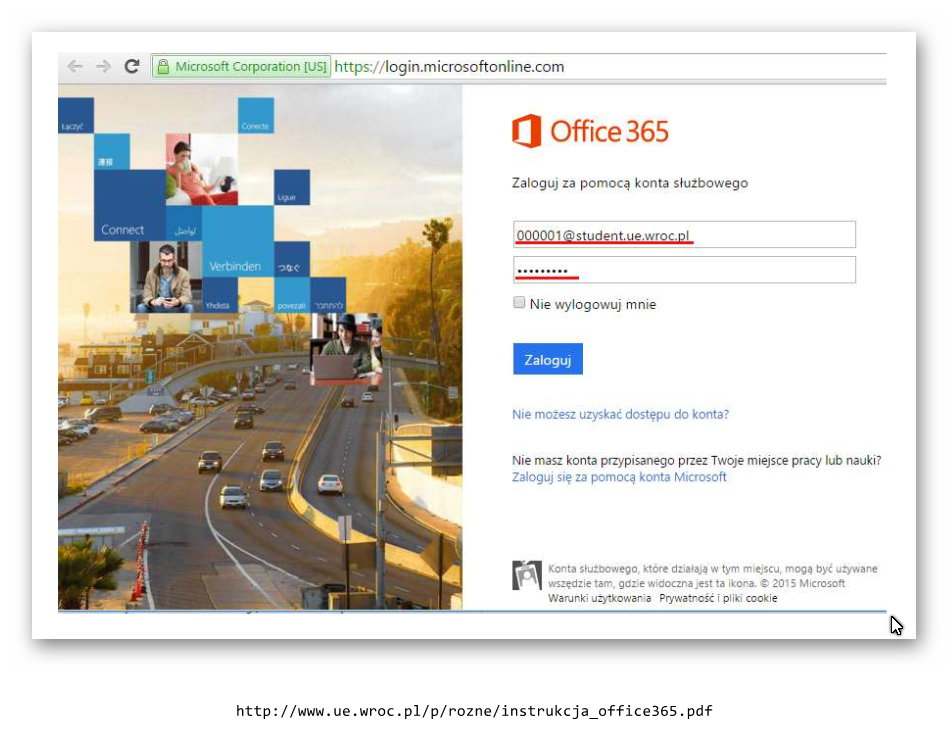 Microsoft Corporation [US] https://login.microsoftonline.com
Łączyć
Conecte
連接
Ligue
Connect
لتواصل
Verbinden
つなぐ
Yhdistä
povezati
להתחבר
Office 365
Zaloguj za pomocą konta służbowego
000001@student.ue.wroc.pl
•••••••••
Nie wylogowuj mnie
Zaloguj
Nie możesz uzyskać dostępu do konta?
Nie masz konta przypisanego przez Twoje miejsce pracy lub nauki?
Zaloguj się za pomocą konta Microsoft
Konta służbowego, które działają w tym miejscu, mogą być używane
wszędzie tam, gdzie widoczna jest ta ikona. © 2015 Microsoft
Warunki użytkowania Prywatność i pliki cookie
http://www.ue.wroc.pl/p/rozne/instrukcja_office365.pdf